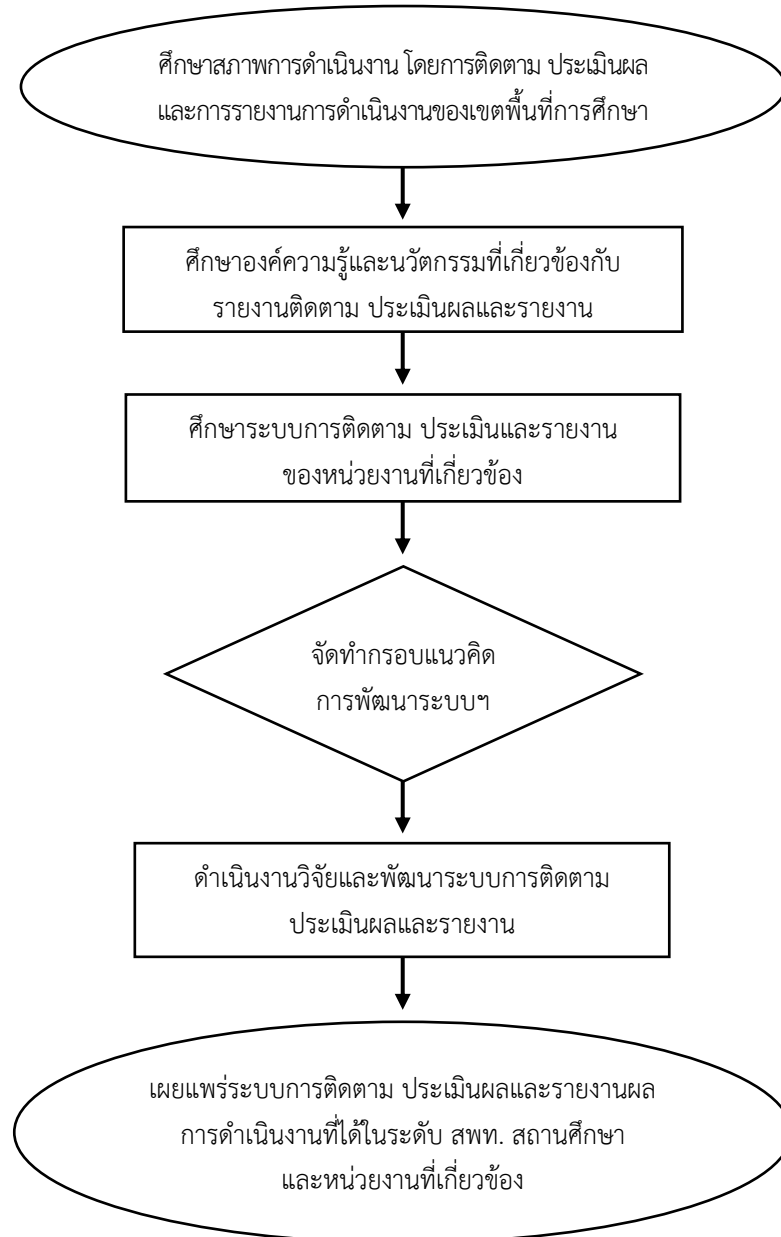 ศึกษาสภาพการดำเนินงาน โดยการติดตาม ประเมินผล
และการรายงานการดำเนินงานของเขตพื้นที่การศึกษา
ศึกษาองค์ความรู้และนวัตกรรมที่เกี่ยวข้องกับ
รายงานติดตาม ประเมินผลและรายงาน
ศึกษาระบบการติดตาม ประเมินและรายงาน
ของหน่วยงานที่เกี่ยวข้อง
จัดทำกรอบแนวคิด
การพัฒนาระบบฯ
ดำเนินงานวิจัยและพัฒนาระบบการติดตาม
ประเมินผลและรายงาน
เผยแพร่ระบบการติดตาม ประเมินผลและรายงานผล
การดำเนินงานที่ได้ในระดับ สพท. สถานศึกษา
และหน่วยงานที่เกี่ยวข้อง